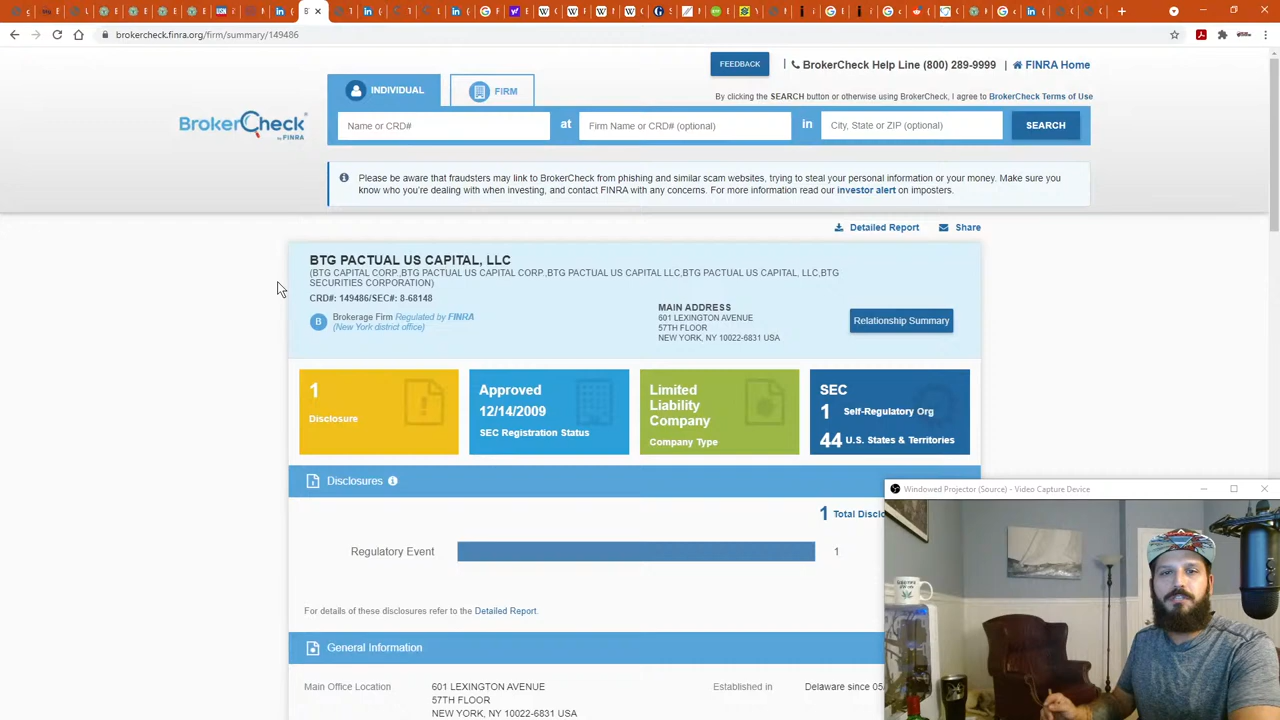 brokercheck.finra.org/firm/summary/149486
FEEDBACK
BrokerCheck Help Line (800) 289-9999
FINRA Home
INDIVIDUAL
FIRM
By clicking the SEARCH button or otherwise using BrokerCheck, I agree to BrokerCheck Terms of Use
BrokerCheck
by FINRA
Name or CRD#
at
Firm Name or CRD# (optional)
in
City, State or ZIP (optional)
SEARCH
Please be aware that fraudsters may link to BrokerCheck from phishing and similar scam websites, trying to steal your personal information or your money. Make sure you
know who you're dealing with when investing, and contact FINRA with any concerns. For more information read our investor alert on imposters.
Detailed Report
Share
BTG PACTUAL US CAPITAL, LLC
(BTG CAPITAL CORP.,BTG PACTUAL US CAPITAL CORP.,BTG PACTUAL US CAPITAL LLC,BTG PACTUAL US CAPITAL, LLC,BTG
SECURITIES CORPORATION)
CRD#: 149486/SEC#: 8-68148
B
Brokerage Firm Regulated by FINRA
(New York district office)
MAIN ADDRESS
601 LEXINGTON AVENUE
57TH FLOOR
NEW YORK, NY 10022-6831 USA
Relationship Summary
1
Disclosure
Approved
12/14/2009
SEC Registration Status
Limited
Liability
Company
Company Type
SEC
1 Self-Regulatory Org
44 U.S. States & Territories
Disclosures
1 Total Disclo
Regulatory Event
1
For details of these disclosures refer to the Detailed Report.
General Information
Main Office Location
601 LEXINGTON AVENUE
57TH FLOOR
NEW YORK, NY 10022-6831 USA
Established in
Delaware since 05
Windowed Projector (Source) - Video Capture Device